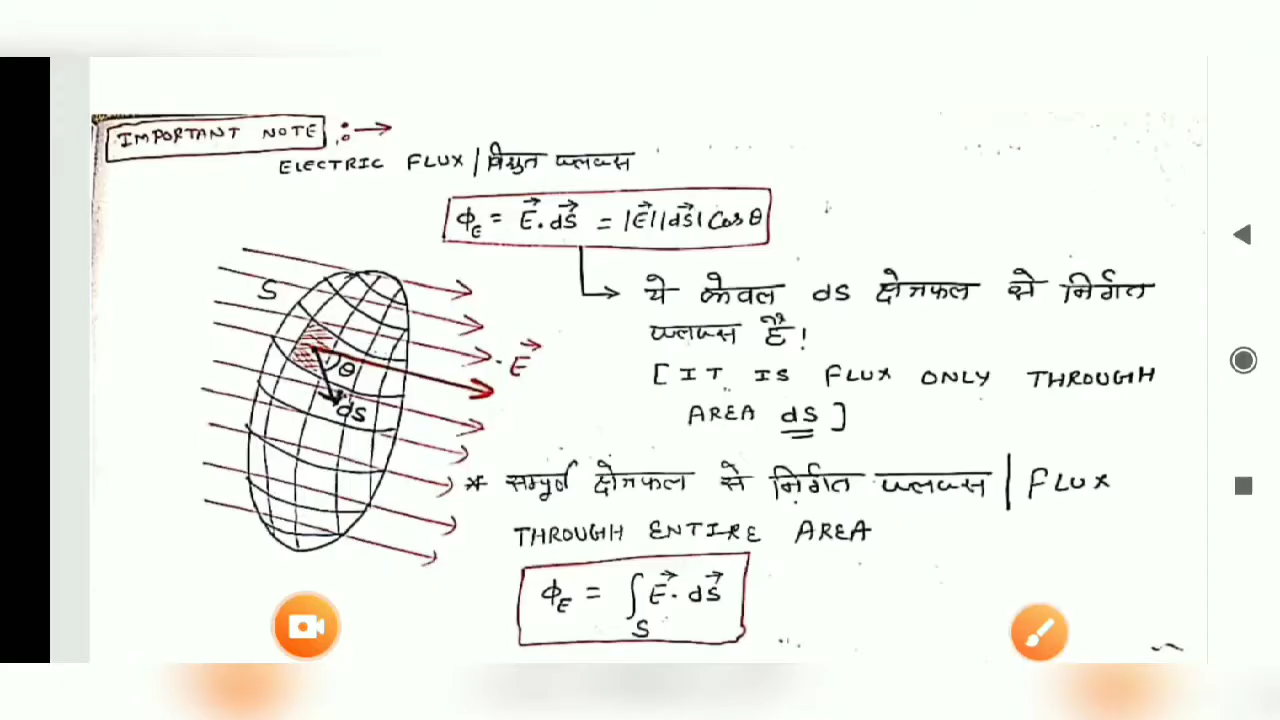 IMPORTANT NOTE :→
ELECTRIC FLUX | विद्युत फ्लक्स
ΦE = E⃗.dS⃗ = |E⃗||dS⃗| Cos θ
S
→ ये केवल ds क्षेत्रफल से निर्गत
फ्लक्स है!
E⃗
θ
[ IT IS FLUX ONLY THROUGH
ds
AREA ds ]
* सम्पूर्ण क्षेत्रफल से निर्गत फ्लक्स | FLUX
THROUGH ENTIRE AREA
ΦE = ∫S E⃗. dS⃗